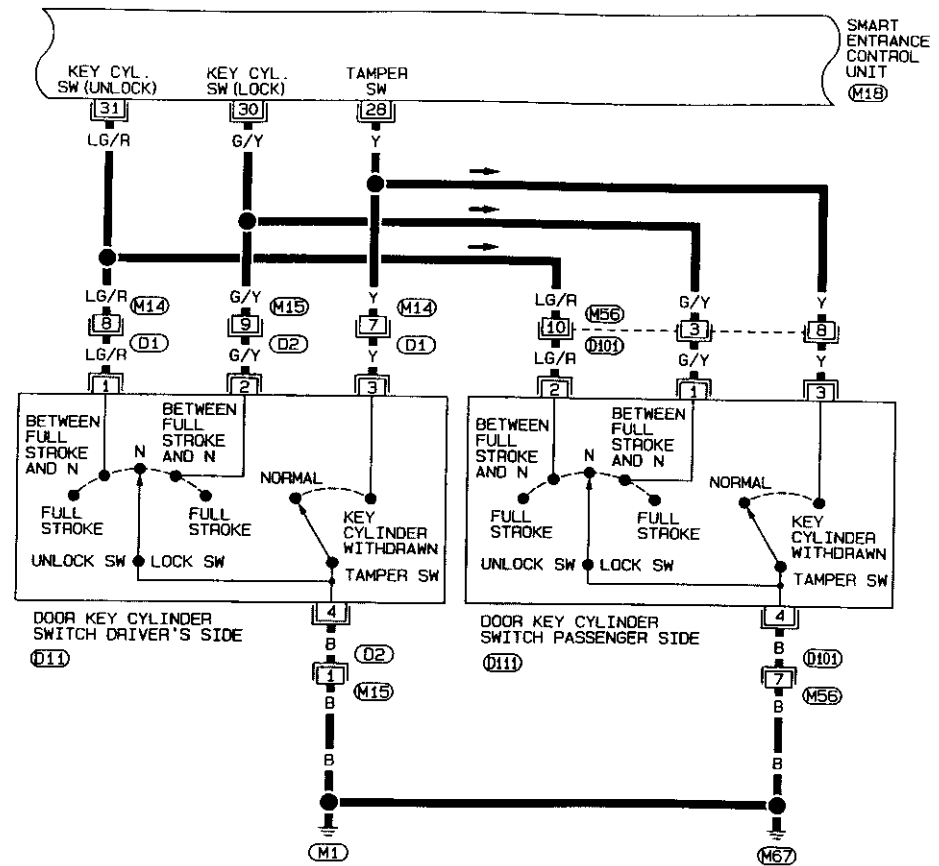 SMART
ENTRANCE
CONTROL
UNIT
M18
KEY CYL.
SW (UNLOCK)
KEY CYL.
SW (LOCK)
TAMPER
SW
31
30
28
LG/R
G/Y
Y
LG/R
M14
G/Y
M15
Y
M14
LG/R
M56
G/Y
Y
8
9
7
10
3
8
D1
D2
D1
D101
LG/R
G/Y
Y
LG/R
G/Y
Y
1
2
3
2
1
3
BETWEEN
FULL
STROKE
AND N
N
BETWEEN
FULL
STROKE
AND N
NORMAL
FULL
STROKE
FULL
STROKE
KEY
CYLINDER
WITHDRAWN
UNLOCK SW
LOCK SW
TAMPER SW
BETWEEN
FULL
STROKE
AND N
N
BETWEEN
FULL
STROKE
AND N
NORMAL
FULL
STROKE
FULL
STROKE
KEY
CYLINDER
WITHDRAWN
UNLOCK SW
LOCK SW
TAMPER SW
4
4
DOOR KEY CYLINDER
SWITCH DRIVER'S SIDE
D11
DOOR KEY CYLINDER
SWITCH PASSENGER SIDE
D111
B
D2
1
M15
B
B
B
D101
7
M56
B
B
M1
M67